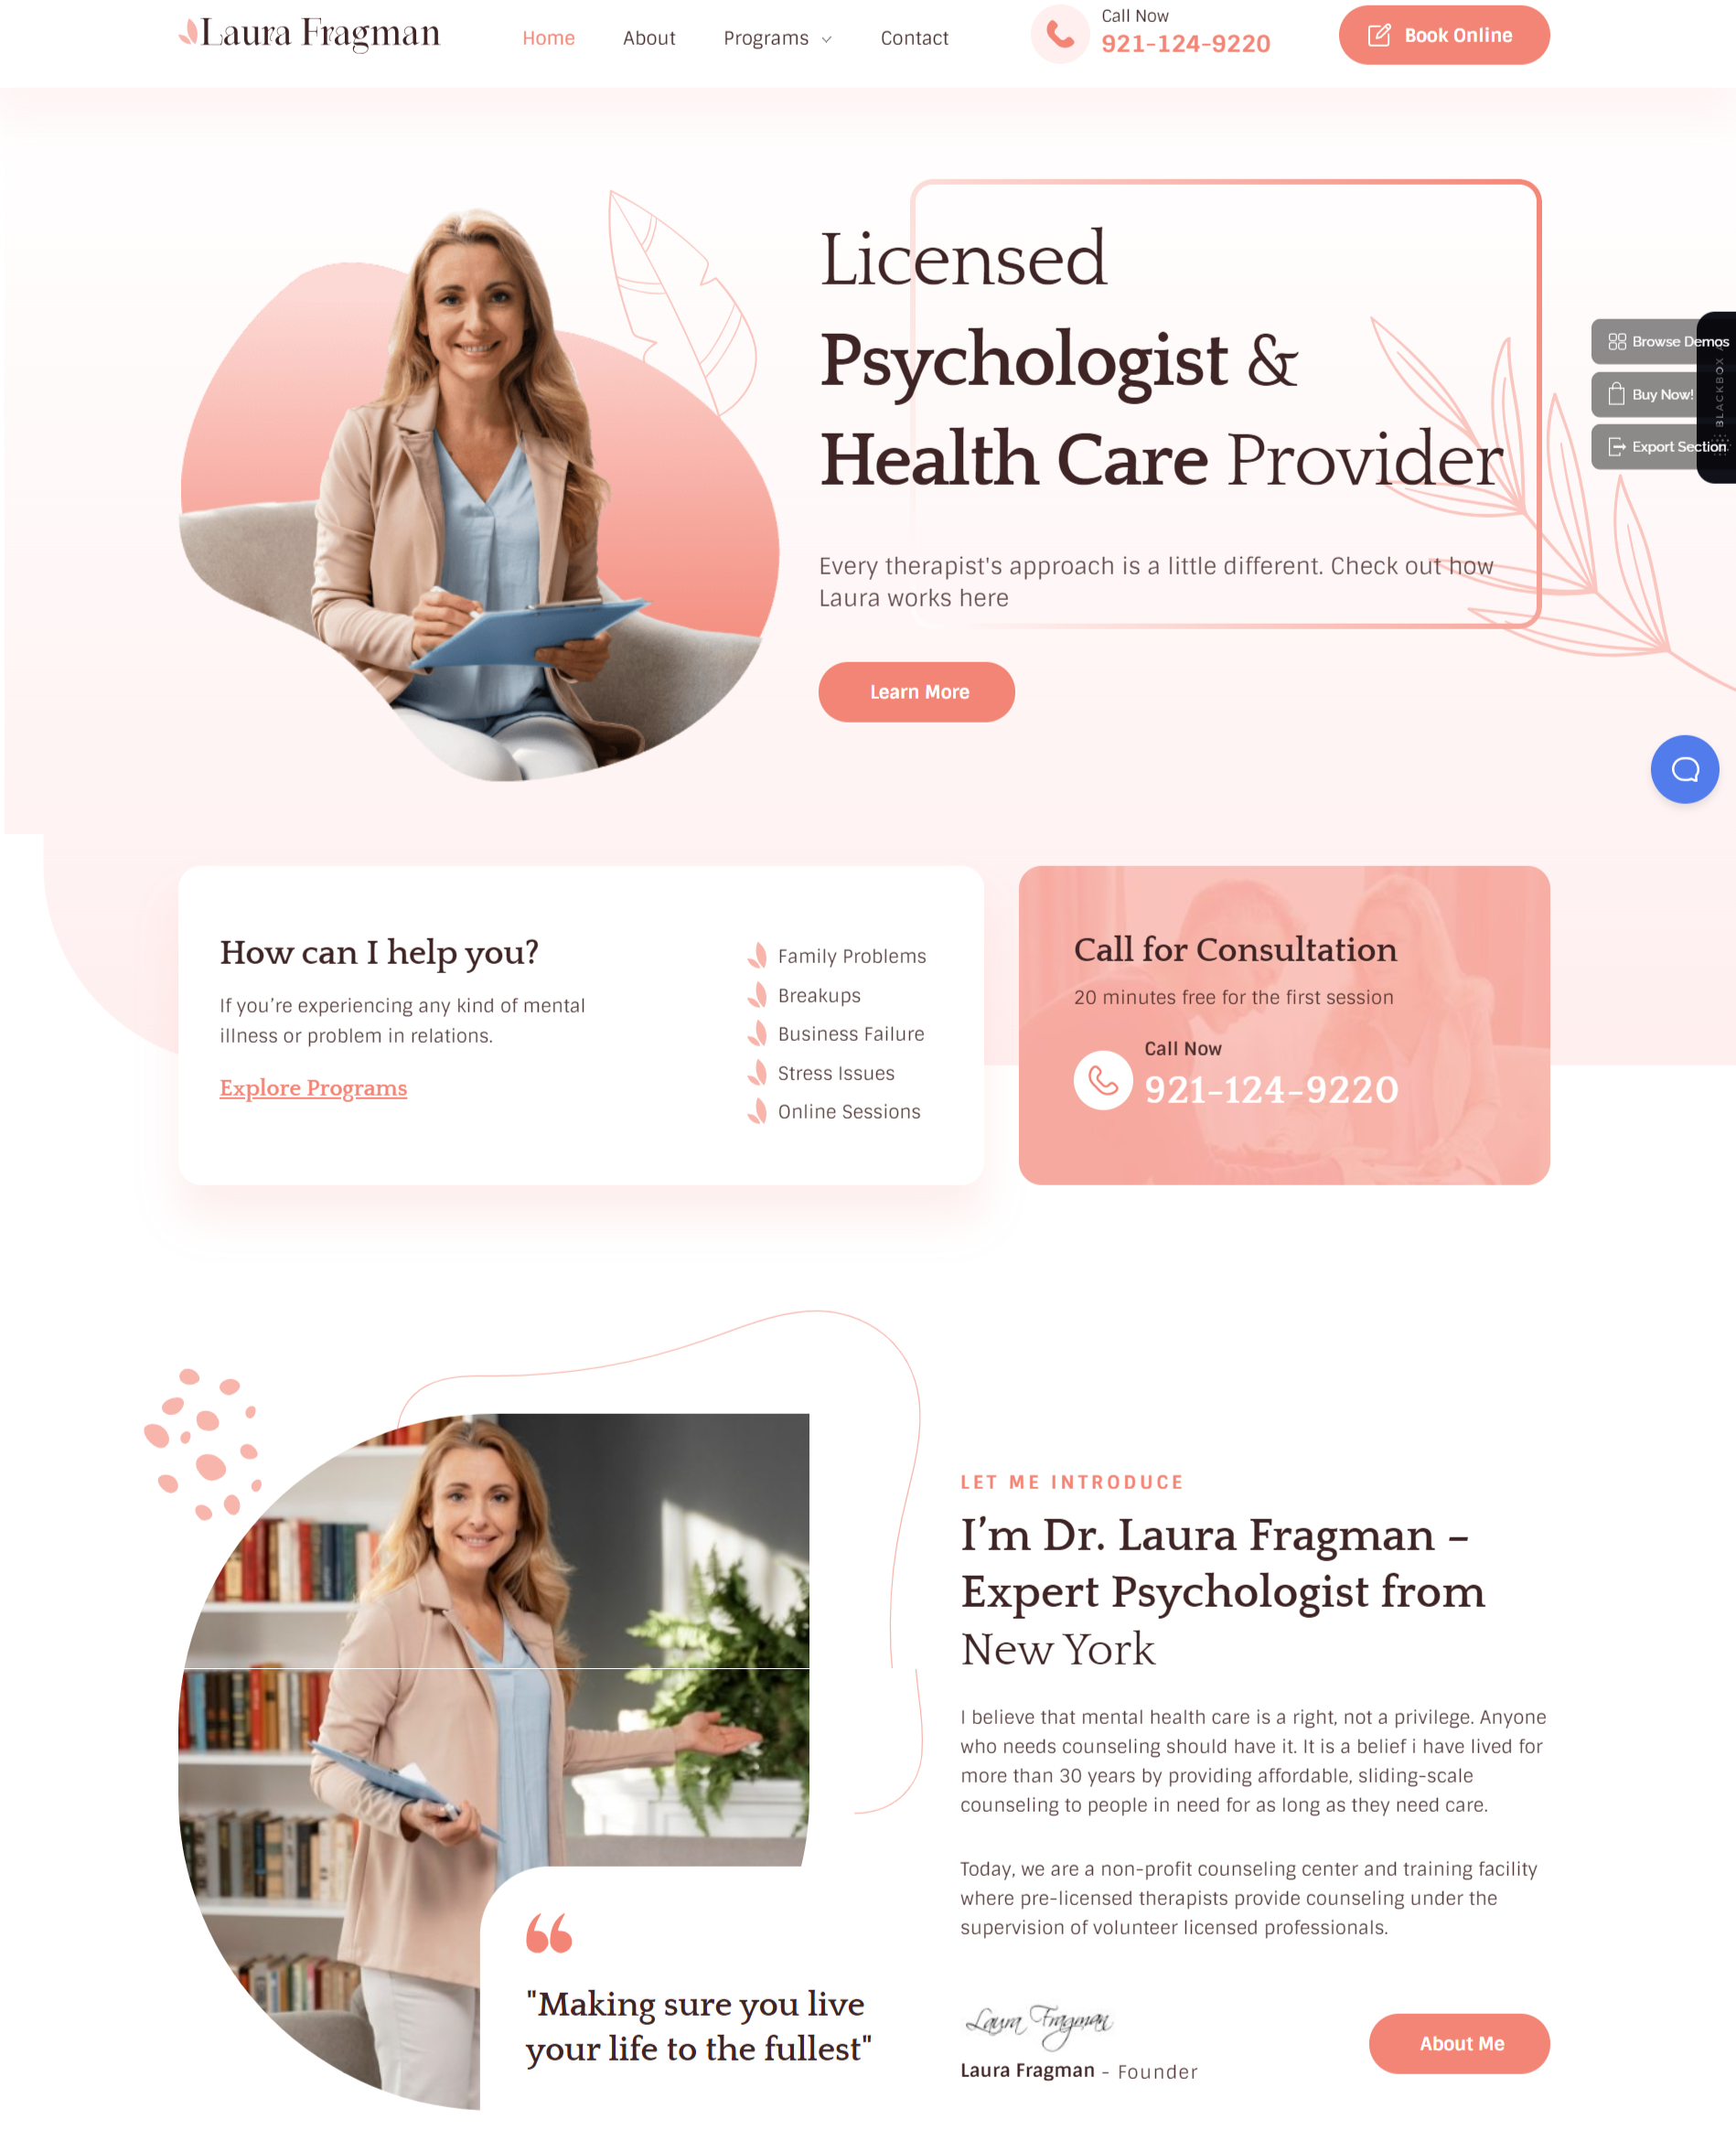 Laura Fragman
Home
About
Programs
Contact
Call Now
921-124-9220
Book Online
Licensed
Psychologist &
Health Care Provider
Every therapist's approach is a little different. Check out how
Laura works here
Learn More
Browse Demos
Buy Now!
Export Section
BLACKBOX
How can I help you?
If you’re experiencing any kind of mental
illness or problem in relations.
Explore Programs
Family Problems
Breakups
Business Failure
Stress Issues
Online Sessions
Call for Consultation
20 minutes free for the first session
Call Now
921-124-9220
LET ME INTRODUCE
I’m Dr. Laura Fragman –
Expert Psychologist from
New York
I believe that mental health care is a right, not a privilege. Anyone
who needs counseling should have it. It is a belief i have lived for
more than 30 years by providing affordable, sliding-scale
counseling to people in need for as long as they need care.
Today, we are a non-profit counseling center and training facility
where pre-licensed therapists provide counseling under the
supervision of volunteer licensed professionals.
"Making sure you live
your life to the fullest"
Laura Fragman
Laura Fragman - Founder
About Me